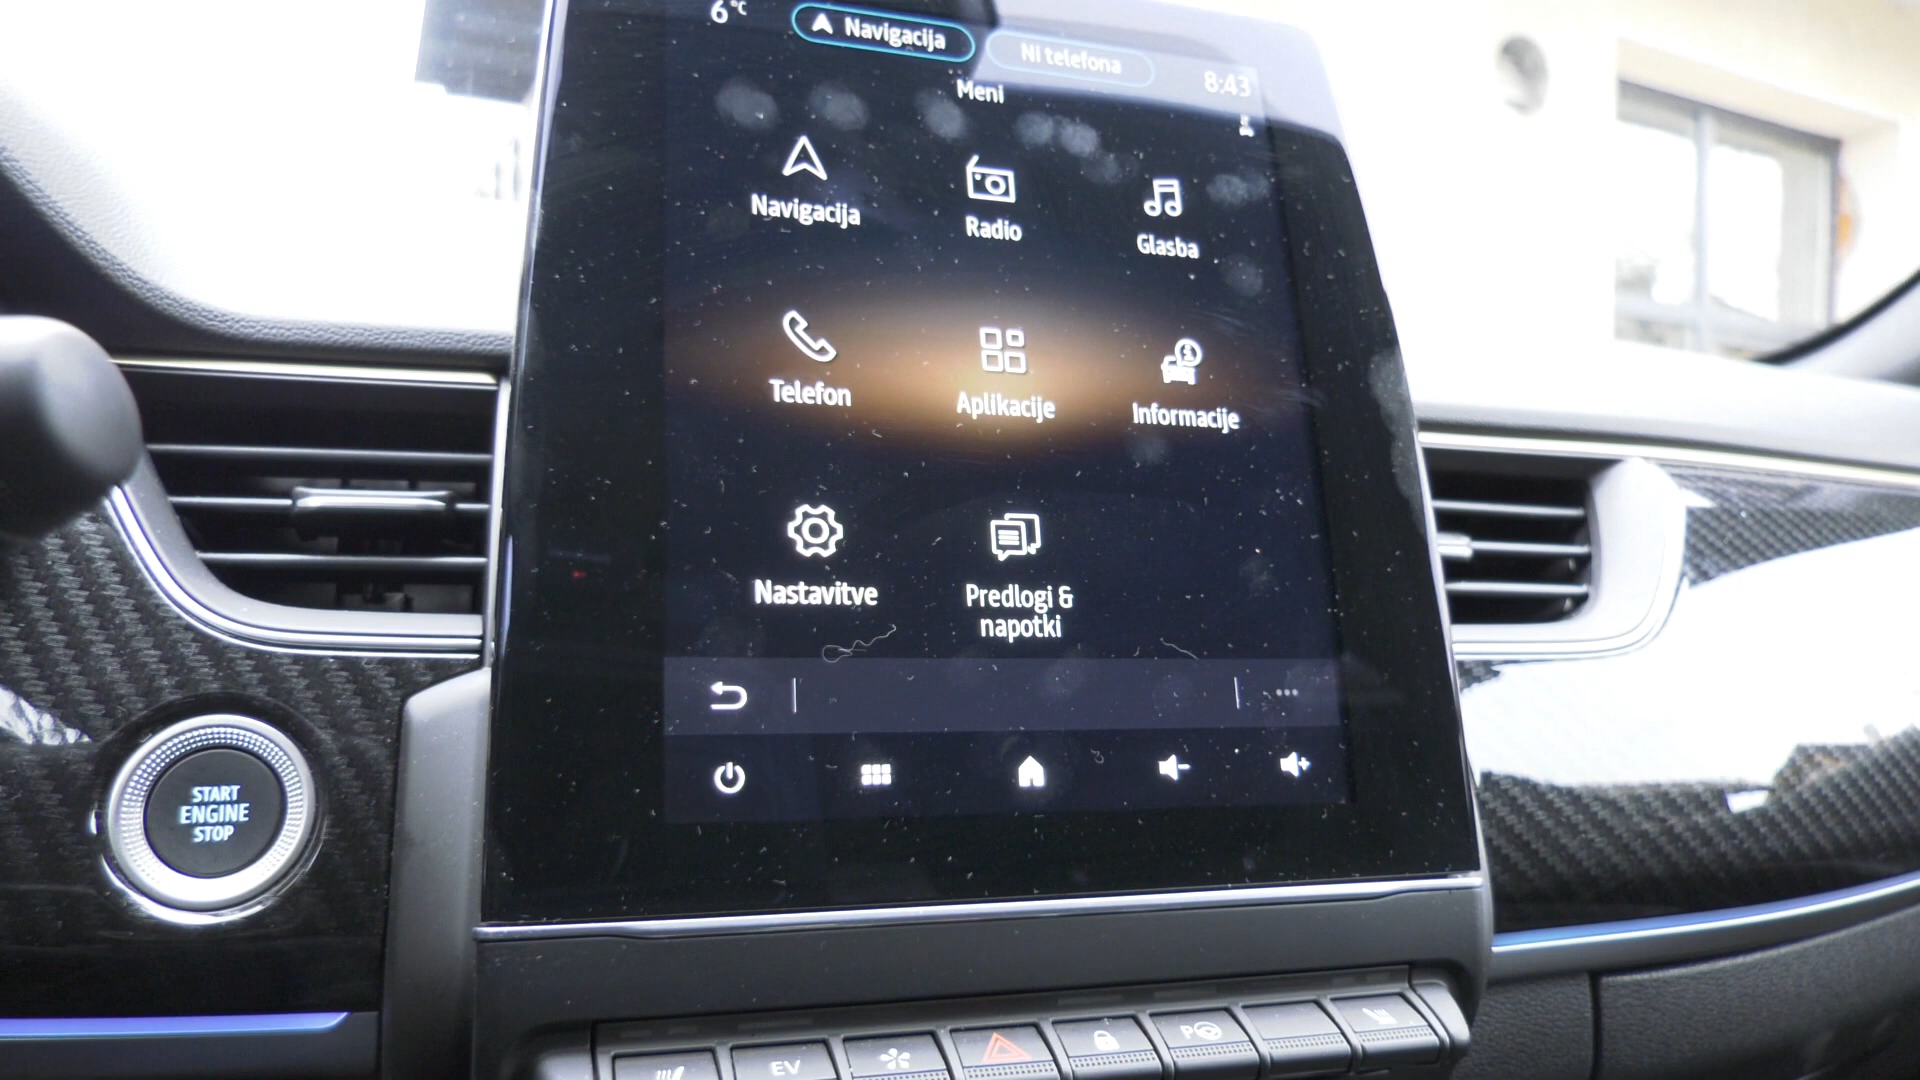 6°C
Navigacija
Ni telefona
8:43
Meni
Navigacija
Radio
Glasba
Telefon
Aplikacije
Informacije
Nastavitve
Predlogi &
napotki
START
ENGINE
STOP
EV
P